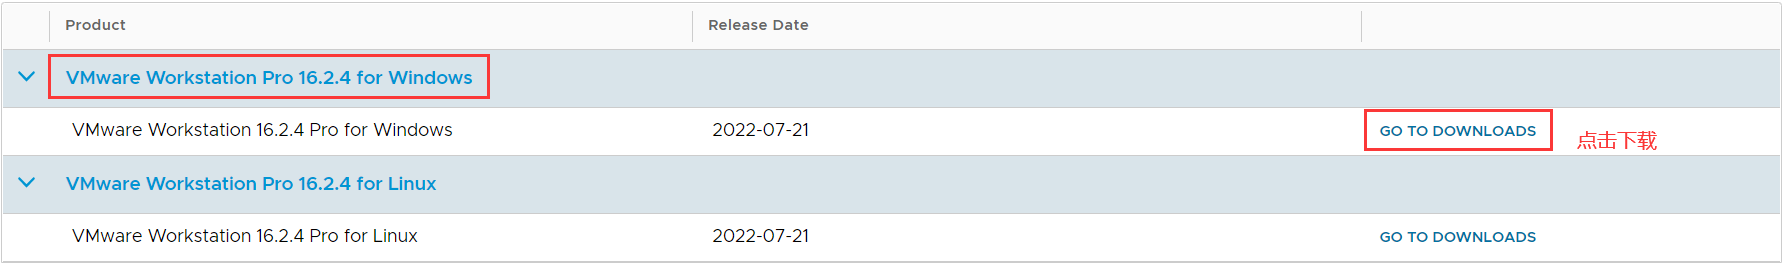 Product Release Date
VMware Workstation Pro 16.2.4 for Windows
VMware Workstation 16.2.4 Pro for Windows 2022-07-21 GO TO DOWNLOADS 点击下载
VMware Workstation Pro 16.2.4 for Linux
VMware Workstation 16.2.4 Pro for Linux 2022-07-21 GO TO DOWNLOADS